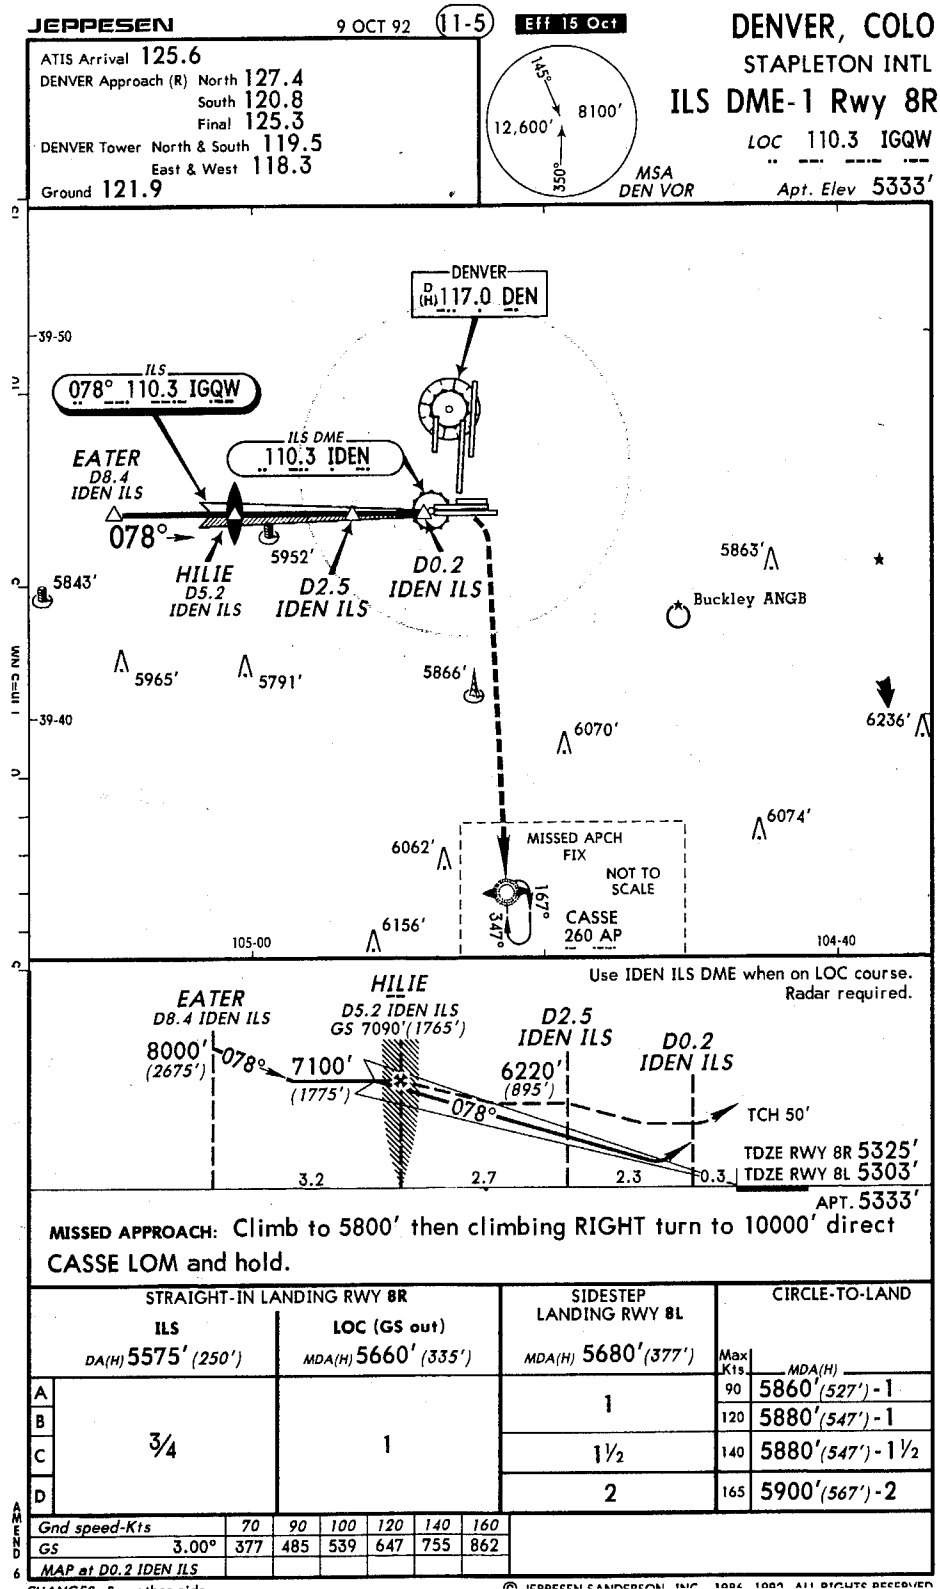 JEPPESEN 9 OCT 92 11-5 Eff 15 Oct
DENVER, COLO
STAPLETON INTL
ILS DME-1 Rwy 8R
LOC 110.3 IGQW
Apt. Elev 5333'
ATIS Arrival 125.6
DENVER Approach (R) North 127.4
South 120.8
Final 125.3
DENVER Tower North & South 119.5
East & West 118.3
Ground 121.9
145°
8100'
12,600'
350°
MSA
DEN VOR
DENVER
D
(H) 117.0 DEN
39-50
ILS
078° 110.3 IGQW
ILS DME
110.3 IDEN
EATER
D8.4
IDEN ILS
078°
HILIE
D5.2
IDEN ILS
5952'
D2.5
IDEN ILS
D0.2
IDEN ILS
5863'
5843'
Buckley ANGB
5965'
5791'
5866'
39-40
6236'
6070'
6074'
6062'
MISSED APCH
FIX
NOT TO
SCALE
167°
347°
CASSE
260 AP
6156'
105-00
104-40
Use IDEN ILS DME when on LOC course.
Radar required.
EATER
D8.4 IDEN ILS
HILIE
D5.2 IDEN ILS
GS 7090'(1765')
D2.5
IDEN ILS
D0.2
IDEN ILS
8000'
(2675')
078°
7100'
(1775')
6220'
(895')
078°
TCH 50'
TDZE RWY 8R 5325'
TDZE RWY 8L 5303'
APT. 5333'
3.2 2.7 2.3 0.3
MISSED APPROACH: Climb to 5800' then climbing RIGHT turn to 10000' direct
CASSE LOM and hold.
STRAIGHT-IN LANDING RWY 8R
ILS
DA(H) 5575' (250')
LOC (GS out)
MDA(H) 5660' (335')
SIDESTEP
LANDING RWY 8L
MDA(H) 5680' (377')
CIRCLE-TO-LAND
Max
Kts
MDA(H)
A
B
C
D
3/4
1
1
1 1/2
2
90 5860'(527')-1
120 5880'(547')-1
140 5880'(547')-1 1/2
165 5900'(567')-2
Gnd speed-Kts 70 90 100 120 140 160
GS 3.00° 377 485 539 647 755 862
MAP at D0.2 IDEN ILS
AMEND 6
© JEPPESEN SANDERSON, INC., 1986, 1992. ALL RIGHTS RESERVED